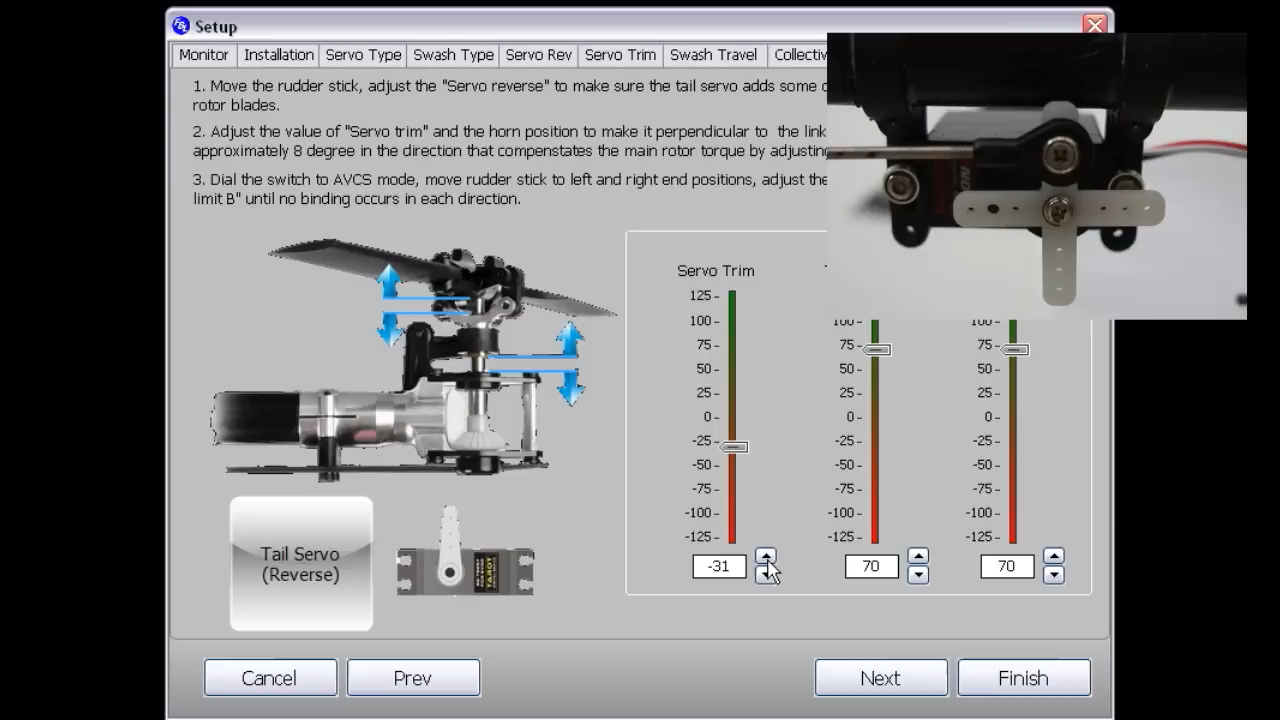 FBL Setup
Monitor Installation Servo Type Swash Type Servo Rev Servo Trim Swash Travel Collectiv
1. Move the rudder stick, adjust the "Servo reverse" to make sure the tail servo adds some
rotor blades.
2. Adjust the value of "Servo trim" and the horn position to make it perpendicular to the link
approximately 8 degree in the direction that compenstates the main rotor torque by adjusting
3. Dial the switch to AVCS mode, move rudder stick to left and right end positions, adjust the
limit B" until no binding occurs in each direction.
Servo Trim
125
100 100 100
75 75 75
50 50 50
25 25 25
0 0 0
-25 -25 -25
-50 -50 -50
-75 -75 -75
-100 -100 -100
-125 -125 -125
-31 70 70
Tail Servo
(Reverse)
TAROT
Cancel Prev Next Finish